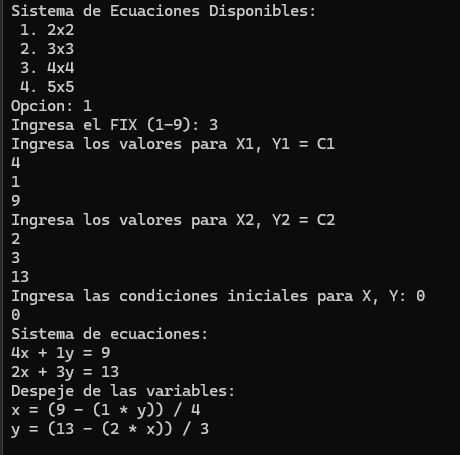 Sistema de Ecuaciones Disponibles:
 1. 2x2
 2. 3x3
 3. 4x4
 4. 5x5
Opcion: 1
Ingresa el FIX (1-9): 3
Ingresa los valores para X1, Y1 = C1
4
1
9
Ingresa los valores para X2, Y2 = C2
2
3
13
Ingresa las condiciones iniciales para X, Y: 0
0
Sistema de ecuaciones:
4x + 1y = 9
2x + 3y = 13
Despeje de las variables:
x = (9 - (1 * y)) / 4
y = (13 - (2 * x)) / 3